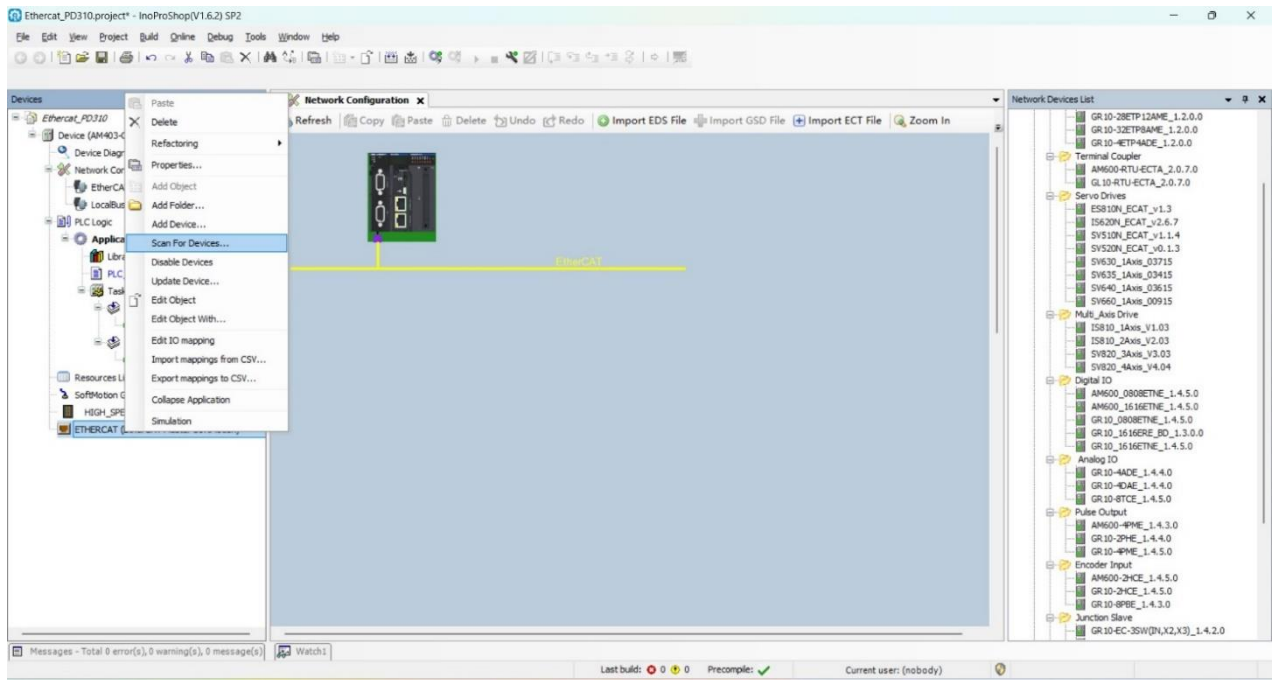 Ethercat_PD310.project* - InoProShop(V1.6.2) SP2
File Edit View Project Build Online Debug Tools Window Help
Devices
Ethercat_PD310
Device (AM403-C
Device Diagr
Network Con
EtherCA
LocalBus
PLC Logic
Applica
Libra
PLC_
Task
Resources Li
SoftMotion G
HIGH_SPE
ETHERCAT (
Paste
Delete
Refactoring
Properties...
Add Object
Add Folder...
Add Device...
Scan For Devices...
Disable Devices
Update Device...
Edit Object
Edit Object With...
Edit IO mapping
Import mappings from CSV...
Export mappings to CSV...
Collapse Application
Simulation
Network Configuration
Refresh Copy Paste Delete Undo Redo Import EDS File Import GSD File Import ECT File Zoom In
EtherCAT
Network Devices List
GR10-28ETP12AME_1.2.0.0
GR10-32ETP8AME_1.2.0.0
GR10-4ETP4ADE_1.2.0.0
Terminal Coupler
AM600-RTU-ECTA_2.0.7.0
GL10-RTU-ECTA_2.0.7.0
Servo Drives
ES810N_ECAT_v1.3
IS620N_ECAT_v2.6.7
SV510N_ECAT_v1.1.4
SV520N_ECAT_v0.1.3
SV630_1Axis_03715
SV635_1Axis_03415
SV640_1Axis_03615
SV660_1Axis_00915
Multi_Axis Drive
IS810_1Axis_V1.03
IS810_2Axis_V2.03
SV820_3Axis_V3.03
SV820_4Axis_V4.04
Digital IO
AM600_0808ETNE_1.4.5.0
AM600_1616ETNE_1.4.5.0
GR10_0808ETNE_1.4.5.0
GR10_1616ERE_BD_1.3.0.0
GR10_1616ETNE_1.4.5.0
Analog IO
GR10-4ADE_1.4.4.0
GR10-4DAE_1.4.4.0
GR10-8TCE_1.4.5.0
Pulse Output
AM600-4PME_1.4.3.0
GR10-2PHE_1.4.4.0
GR10-4PME_1.4.5.0
Encoder Input
AM600-2HCE_1.4.5.0
GR10-2HCE_1.4.5.0
GR10-8PBE_1.4.3.0
Junction Slave
GR10-EC-3SW(IN,X2,X3)_1.4.2.0
Messages - Total 0 error(s), 0 warning(s), 0 message(s)
Watch1
Last build: 0 0 Precompile: Current user: (nobody)